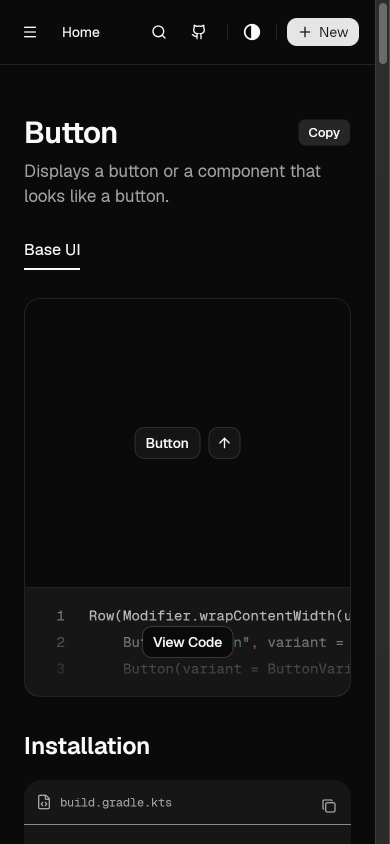 Home
New
Button
Copy
Displays a button or a component that
looks like a button.
Base UI
Button
1 Row(Modifier.wrapContentWidth(u
2 But n", variant =
View Code
3 Button(variant = ButtonVari
Installation
build.gradle.kts